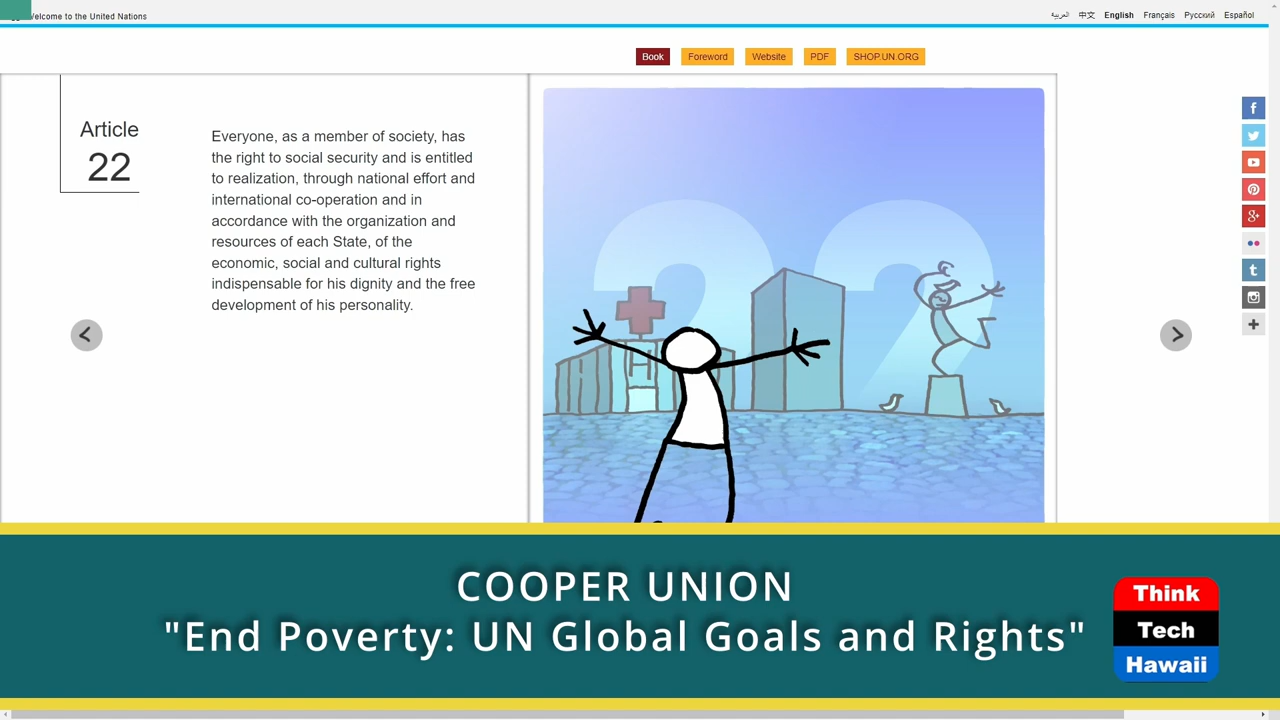 Welcome to the United Nations
العربية 中文 English Français Русский Español
Book Foreword Website PDF SHOP.UN.ORG
Article
22
Everyone, as a member of society, has
the right to social security and is entitled
to realization, through national effort and
international co-operation and in
accordance with the organization and
resources of each State, of the
economic, social and cultural rights
indispensable for his dignity and the free
development of his personality.
22
H
COOPER UNION
"End Poverty: UN Global Goals and Rights"
Think
Tech
Hawaii